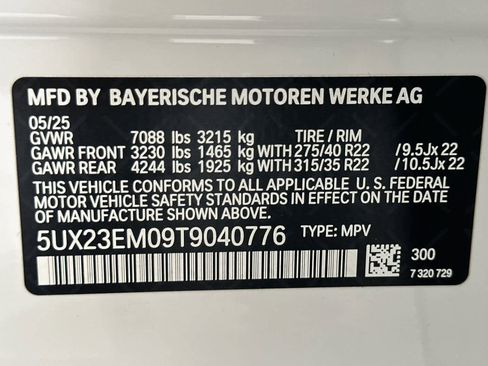 MFD BY BAYERISCHE MOTOREN WERKE AG
05/25
GVWR 7088 lbs 3215 kg TIRE / RIM
GAWR FRONT 3230 lbs 1465 kg WITH 275/40 R22 /9.5Jx 22
GAWR REAR 4244 lbs 1925 kg WITH 315/35 R22 /10.5Jx 22
THIS VEHICLE CONFORMS TO ALL APPLICABLE U. S. FEDERAL
MOTOR VEHICLE SAFETY STANDARDS IN EFFECT ON THE
DATE OF MANUFACTURE SHOWN ABOVE.
5UX23EM09T9040776 TYPE: MPV
300
7 320 729